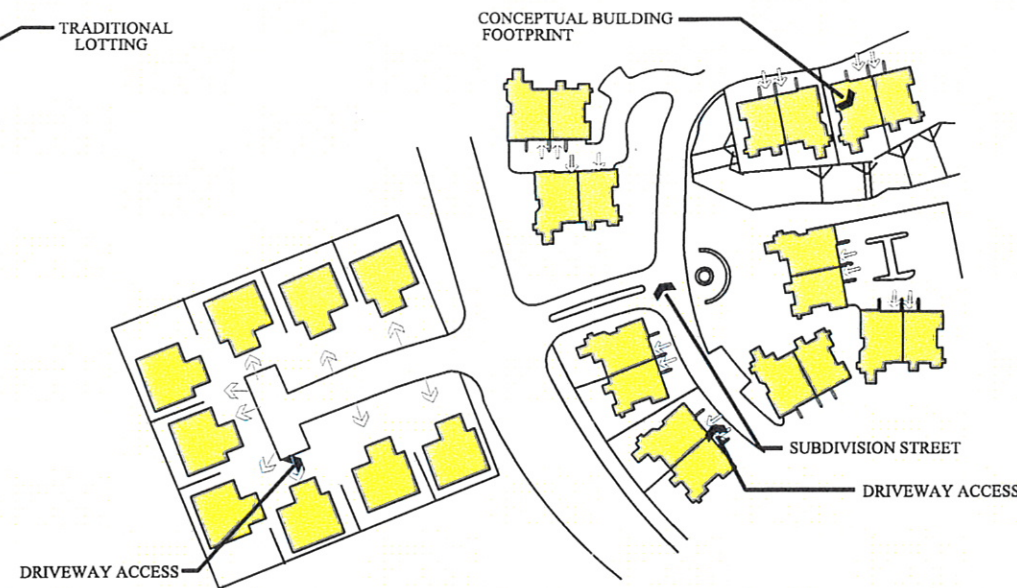 TRADITIONAL
LOTTING
CONCEPTUAL BUILDING
FOOTPRINT
SUBDIVISION STREET
DRIVEWAY ACCESS
DRIVEWAY ACCESS